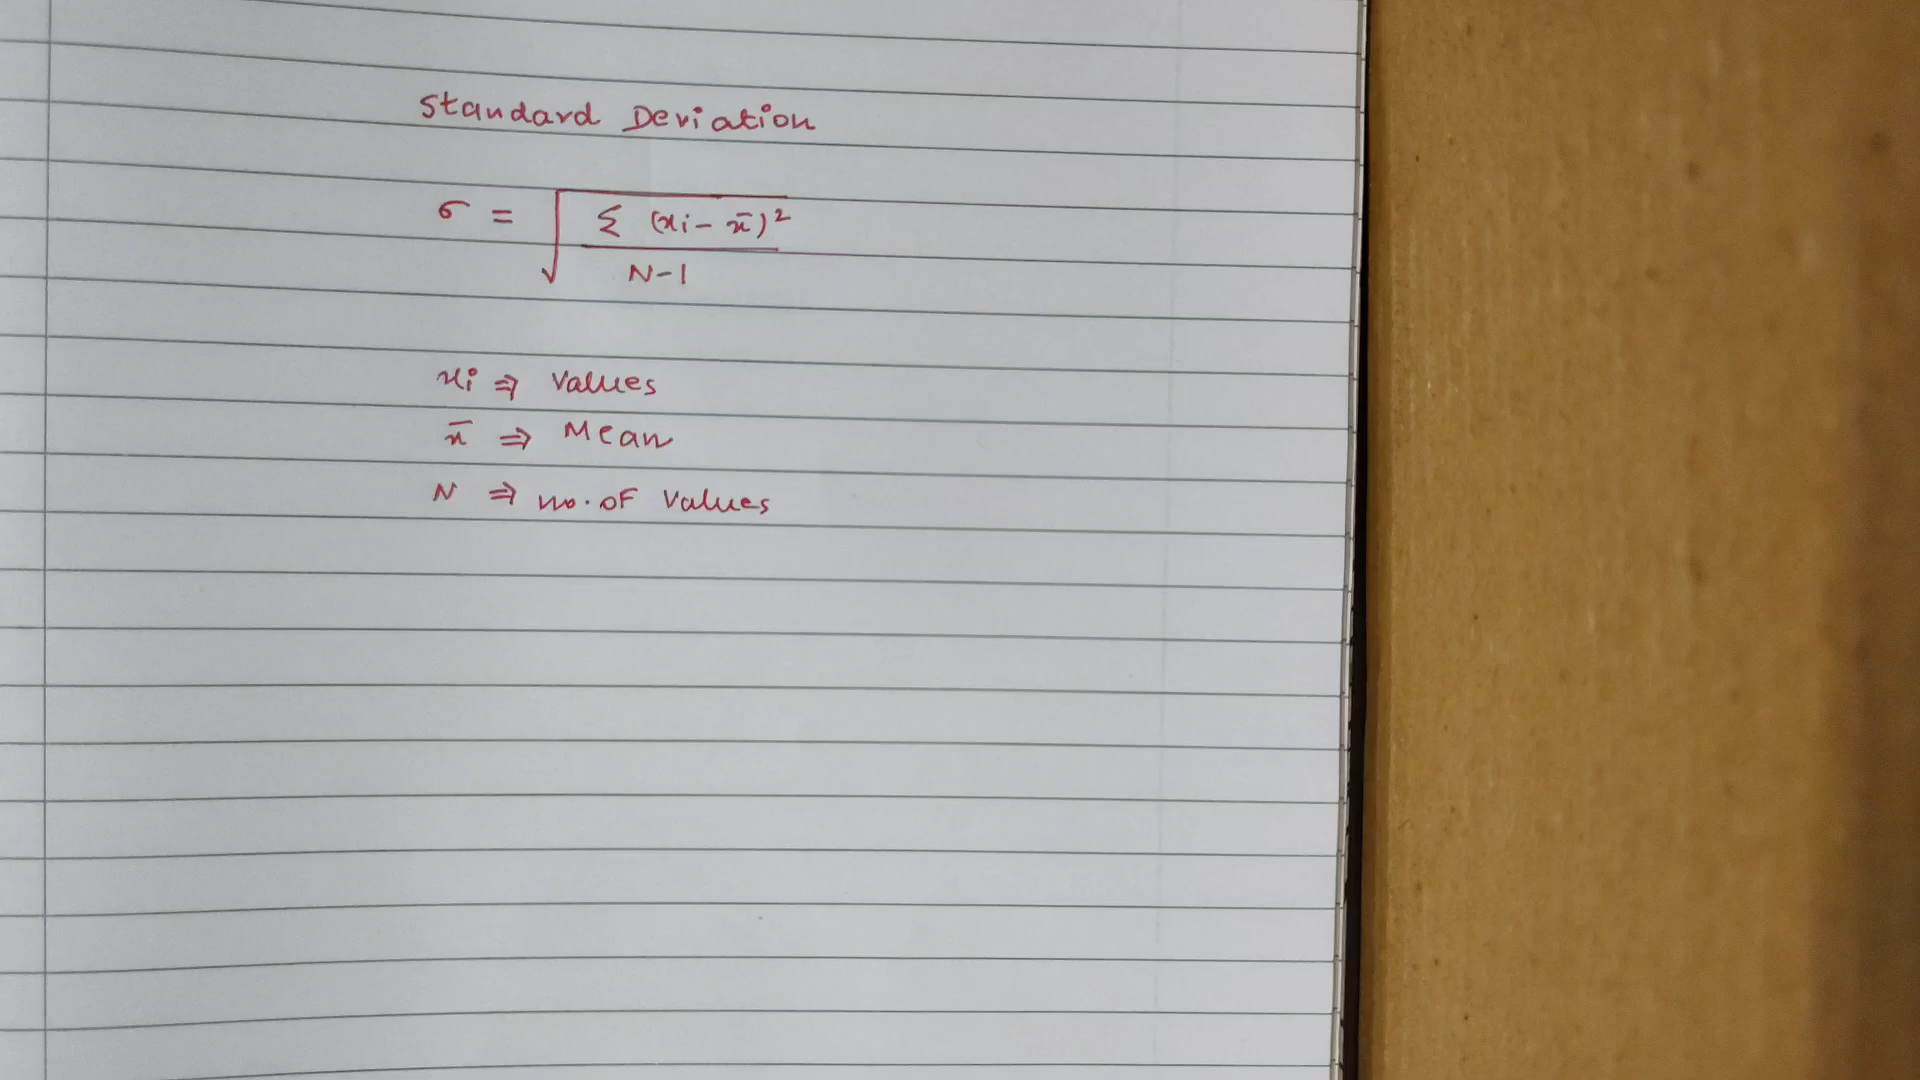 Standard Deviation
σ = √(Σ (xi - x̄)² / N-1)
xi ⇒ Values
x̄ ⇒ Mean
N ⇒ no. of Values